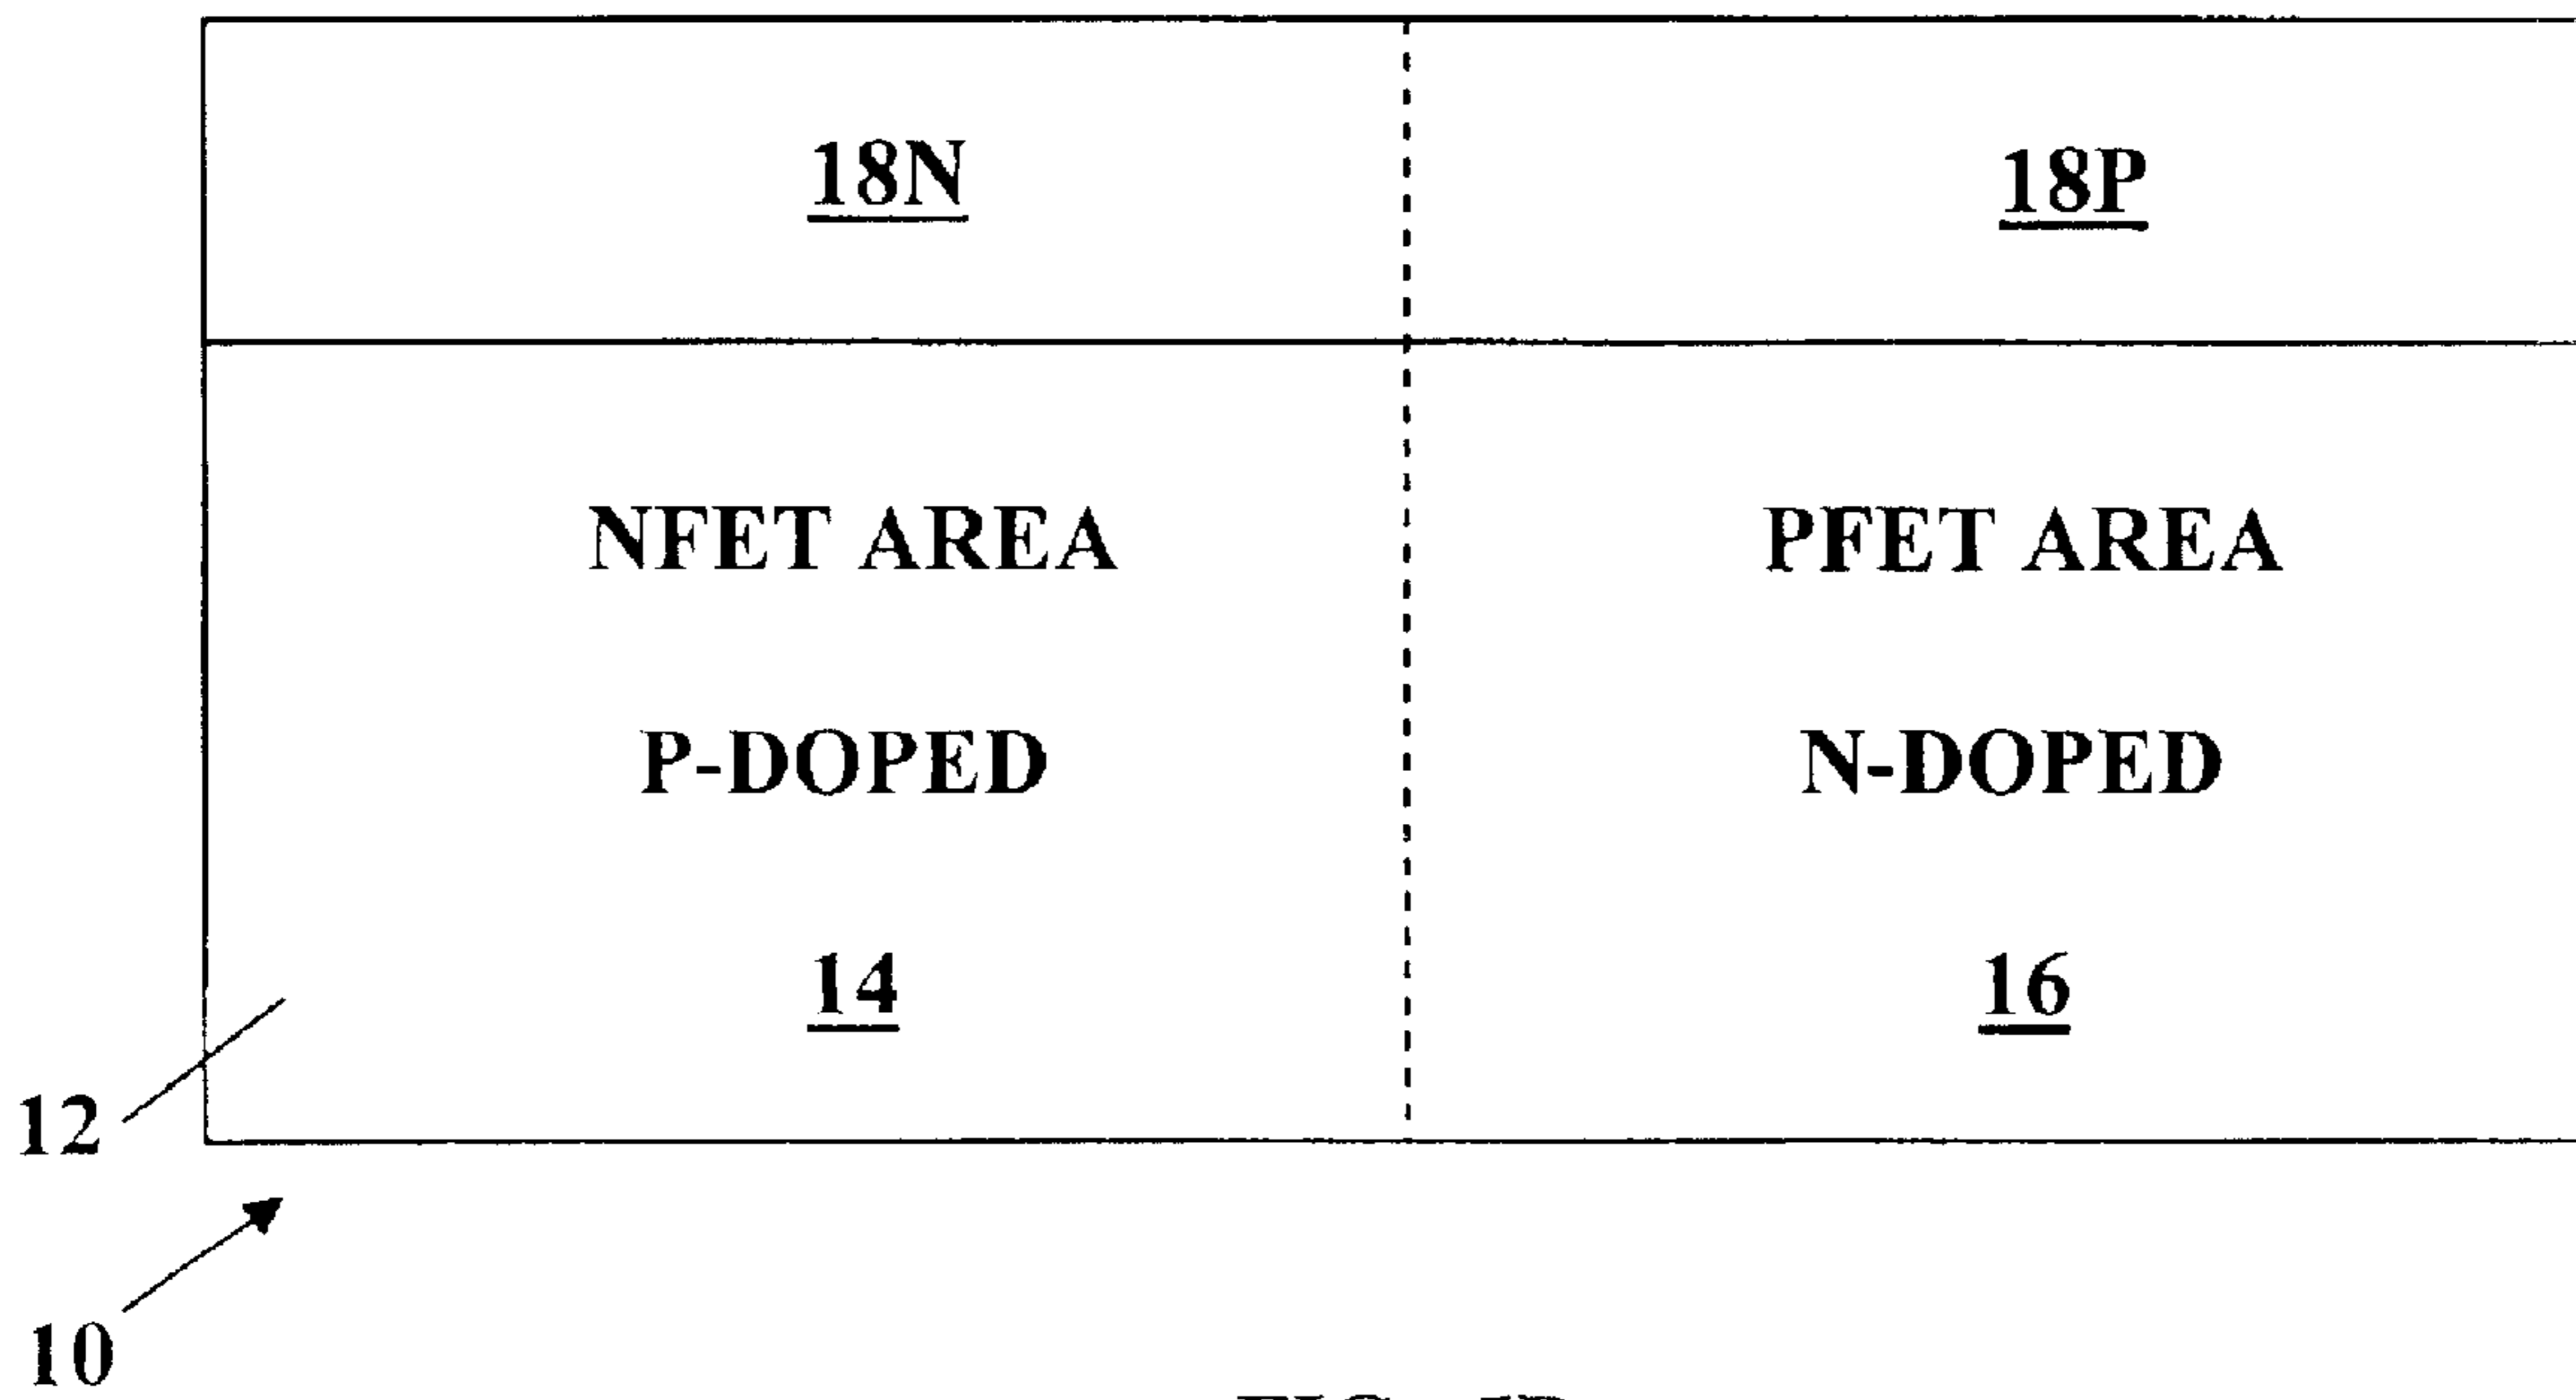 18N
18P
NFET AREA
PFET AREA
P-DOPED
N-DOPED
14
16
12
10